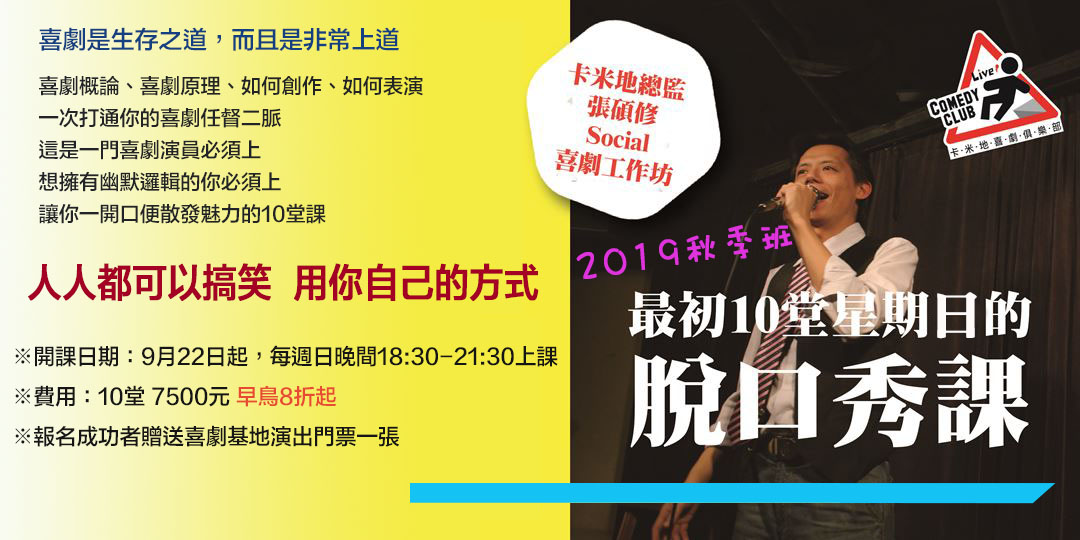 喜劇是生存之道，而且是非常上道
喜劇概論、喜劇原理、如何創作、如何表演
一次打通你的喜劇任督二脈
這是一門喜劇演員必須上
想擁有幽默邏輯的你必須上
讓你一開口便散發魅力的10堂課
人人都可以搞笑 用你自己的方式
※開課日期：9月22日起，每週日晚間18:30-21:30上課
※費用：10堂 7500元 早鳥8折起
※報名成功者贈送喜劇基地演出門票一張
卡米地總監
張碩修
Social
喜劇工作坊
Live!
COMEDY
CLUB
卡·米·地·喜·劇·俱·樂·部
2019秋季班
最初10堂星期日的
脫口秀課